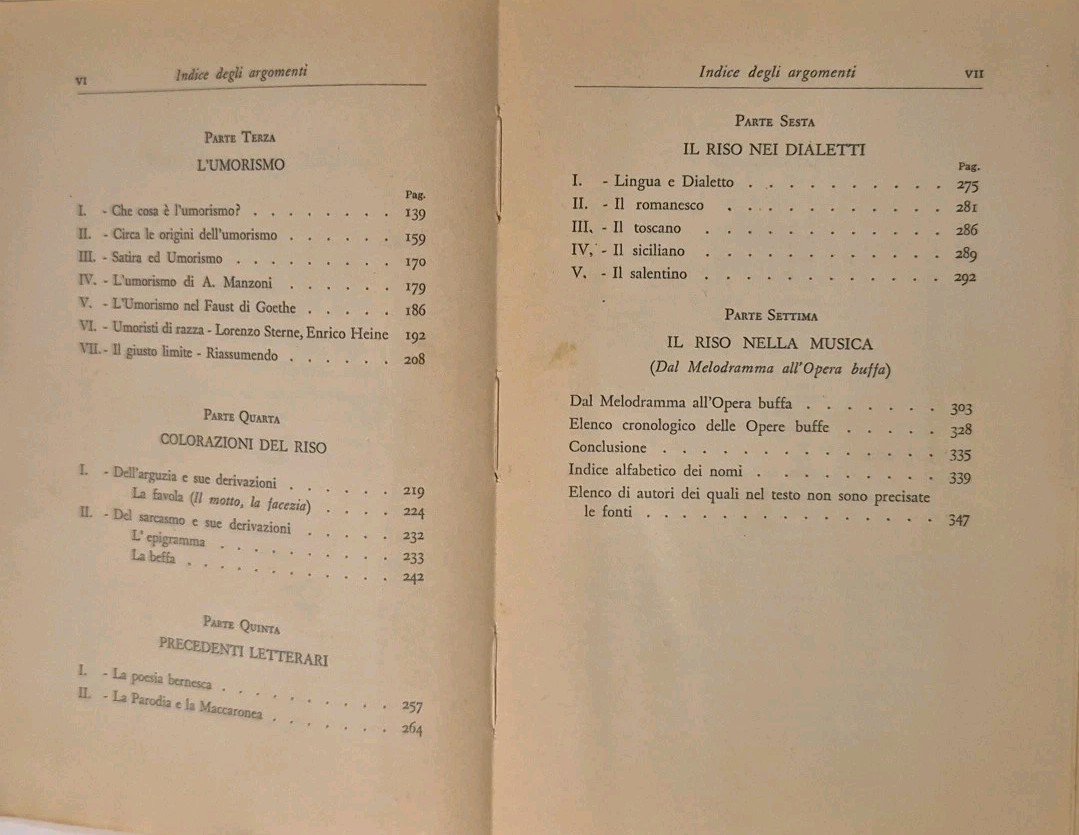 VI Indice degli argomenti
PARTE TERZA
L'UMORISMO
Pag.
I. - Che cosa è l'umorismo? . . . . . . . . 139
II. - Circa le origini dell'umorismo . . . . . . 159
III. - Satira ed Umorismo . . . . . . . . . 170
IV. - L'umorismo di A. Manzoni . . . . . . 179
V. - L'Umorismo nel Faust di Goethe . . . . . 186
VI. - Umoristi di razza - Lorenzo Sterne, Enrico Heine 192
VII. - Il giusto limite - Riassumendo . . . . . . 208
PARTE QUARTA
COLORAZIONI DEL RISO
I. - Dell'arguzia e sue derivazioni . . . . . . 219
La favola (Il motto, la facezia) . . . . 224
II. - Del sarcasmo e sue derivazioni . . . . . 232
L' epigramma . . . . . . . . . 233
La beffa . . . . . . . . . . . 242
PARTE QUINTA
PRECEDENTI LETTERARI
I. - La poesia bernesca . . . . . . . . . 257
II. - La Parodia e la Maccaronea . . . . . . 264
Indice degli argomenti VII
PARTE SESTA
IL RISO NEI DIALETTI
Pag.
I. - Lingua e Dialetto . . . . . . . . . . 275
II. - Il romanesco . . . . . . . . . . . 281
III. - Il toscano . . . . . . . . . . . 286
IV. - Il siciliano . . . . . . . . . . . 289
V. - Il salentino . . . . . . . . . . . 292
PARTE SETTIMA
IL RISO NELLA MUSICA
(Dal Melodramma all'Opera buffa)
Dal Melodramma all'Opera buffa . . . . . . . 303
Elenco cronologico delle Opere buffe . . . . . 328
Conclusione . . . . . . . . . . . . . . 335
Indice alfabetico dei nomi . . . . . . . . . 339
Elenco di autori dei quali nel testo non sono precisate
le fonti . . . . . . . . . . . . . . 347